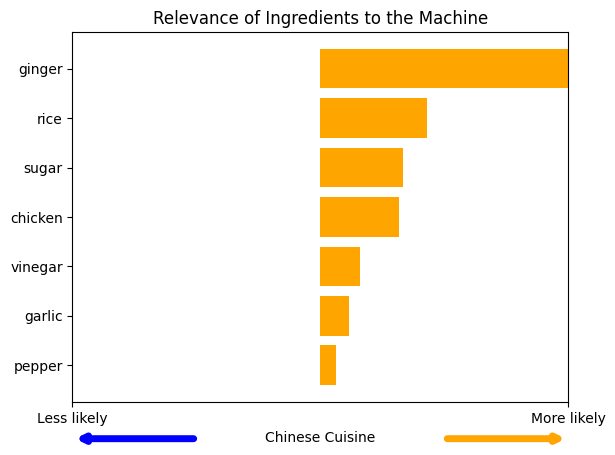 Relevance of Ingredients to the Machine
ginger
rice
sugar
chicken
vinegar
garlic
pepper
Less likely
More likely
Chinese Cuisine